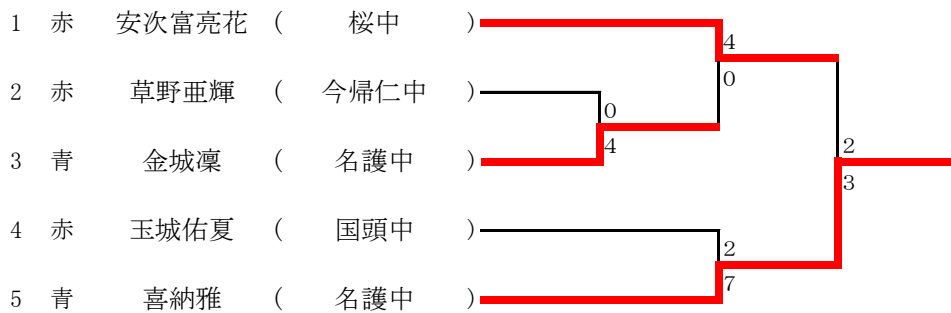 1 赤 安次富亮花 ( 桜中 )
4
2 赤 草野亜輝 ( 今帰仁中 )
0
0
3 青 金城凜 ( 名護中 )
4
2
3
4 赤 玉城佑夏 ( 国頭中 )
2
5 青 喜納雅 ( 名護中 )
7